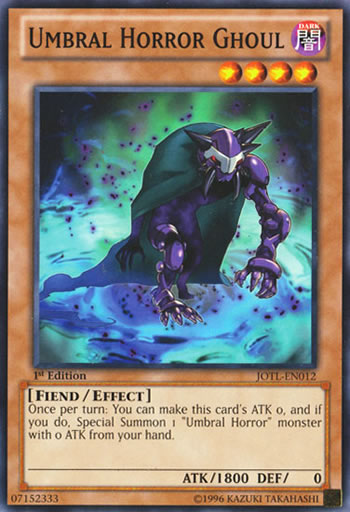 UMBRAL HORROR GHOUL
DARK
闇
1st Edition
JOTL-EN012
[FIEND/EFFECT]
Once per turn: You can make this card's ATK 0, and if
you do, Special Summon 1 "Umbral Horror" monster
with 0 ATK from your hand.
ATK/1800 DEF/ 0
07152333
©1996 KAZUKI TAKAHASHI